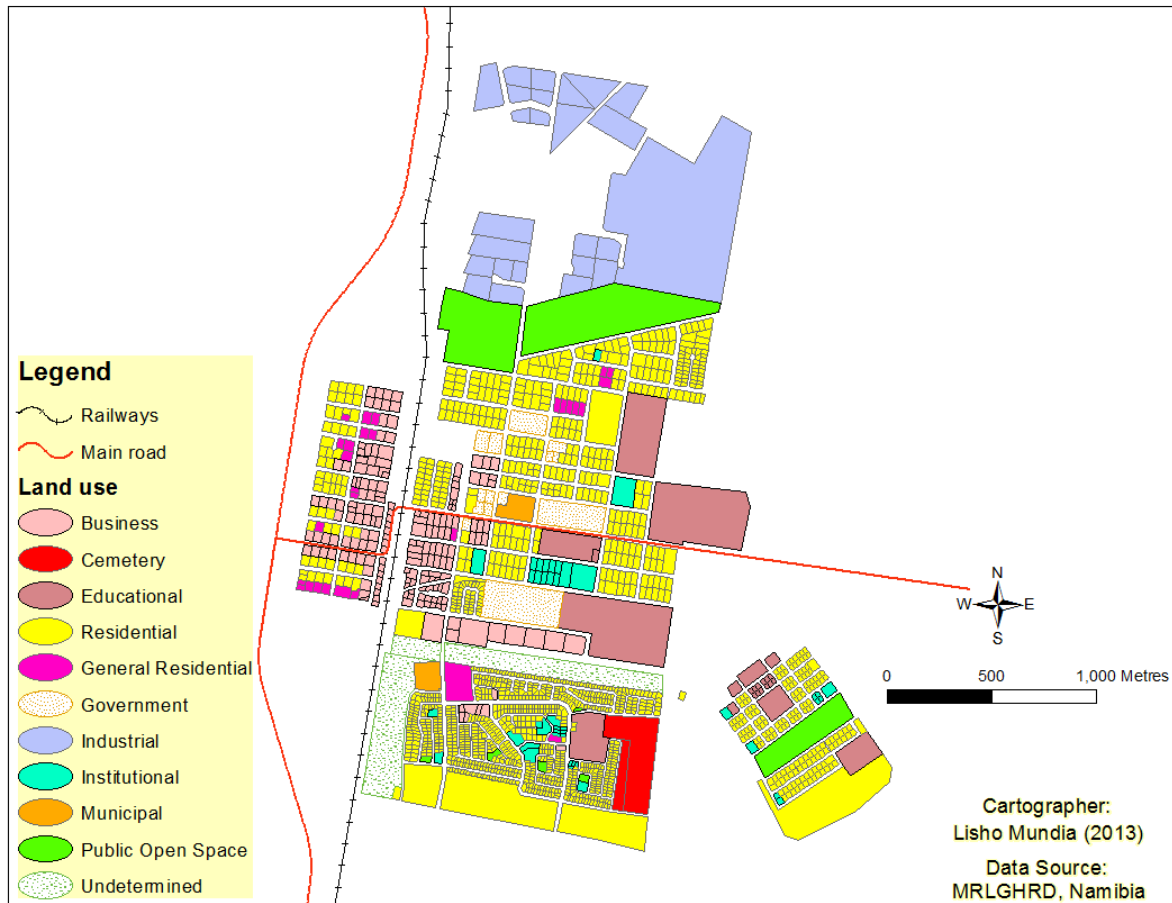 Legend
Railways
Main road
Land use
Business
Cemetery
Educational
Residential
General Residential
Government
Industrial
Institutional
Municipal
Public Open Space
Undetermined
N
W E
S
0 500 1,000 Metres
Cartographer:
Lisho Mundia (2013)
Data Source:
MRLGHRD, Namibia